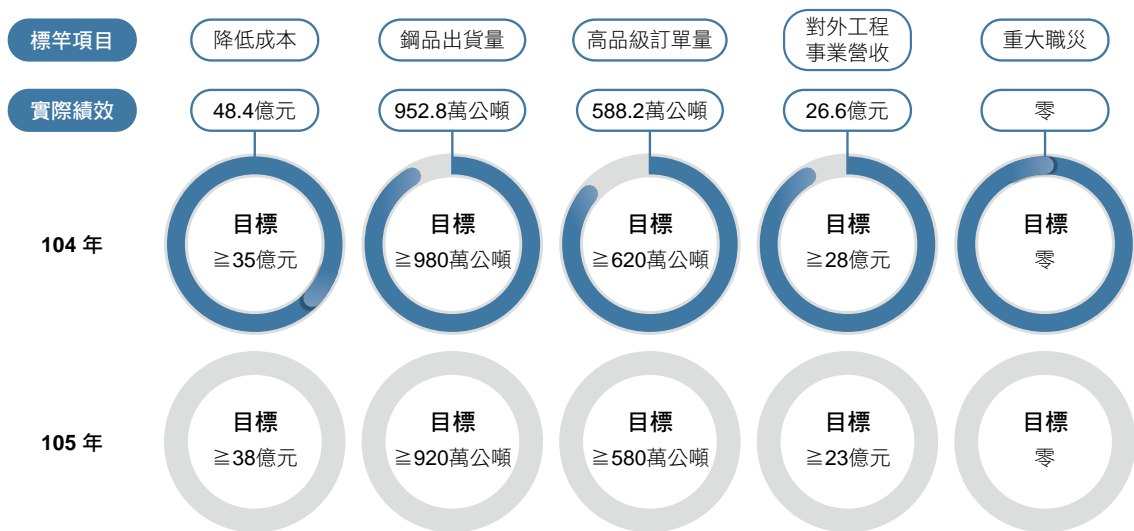 標竿項目
降低成本
鋼品出貨量
高品級訂單量
對外工程
事業營收
重大職災
實際績效
48.4億元
952.8萬公噸
588.2萬公噸
26.6億元
零
104 年
目標
≧35億元
目標
≧980萬公噸
目標
≧620萬公噸
目標
≧28億元
目標
零
105 年
目標
≧38億元
目標
≧920萬公噸
目標
≧580萬公噸
目標
≧23億元
目標
零